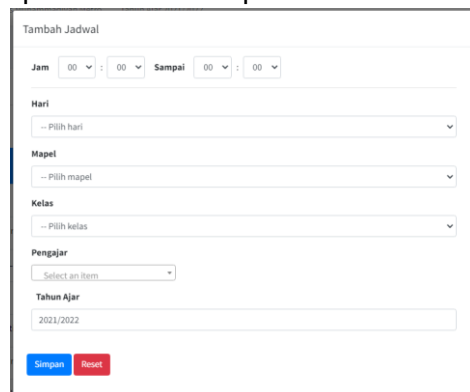 Tambah Jadwal
Jam 00 : 00 Sampai 00 : 00
Hari
-- Pilih hari
Mapel
-- Pilih mapel
Kelas
-- Pilih kelas
Pengajar
Select an item
Tahun Ajar
2021/2022
Simpan Reset